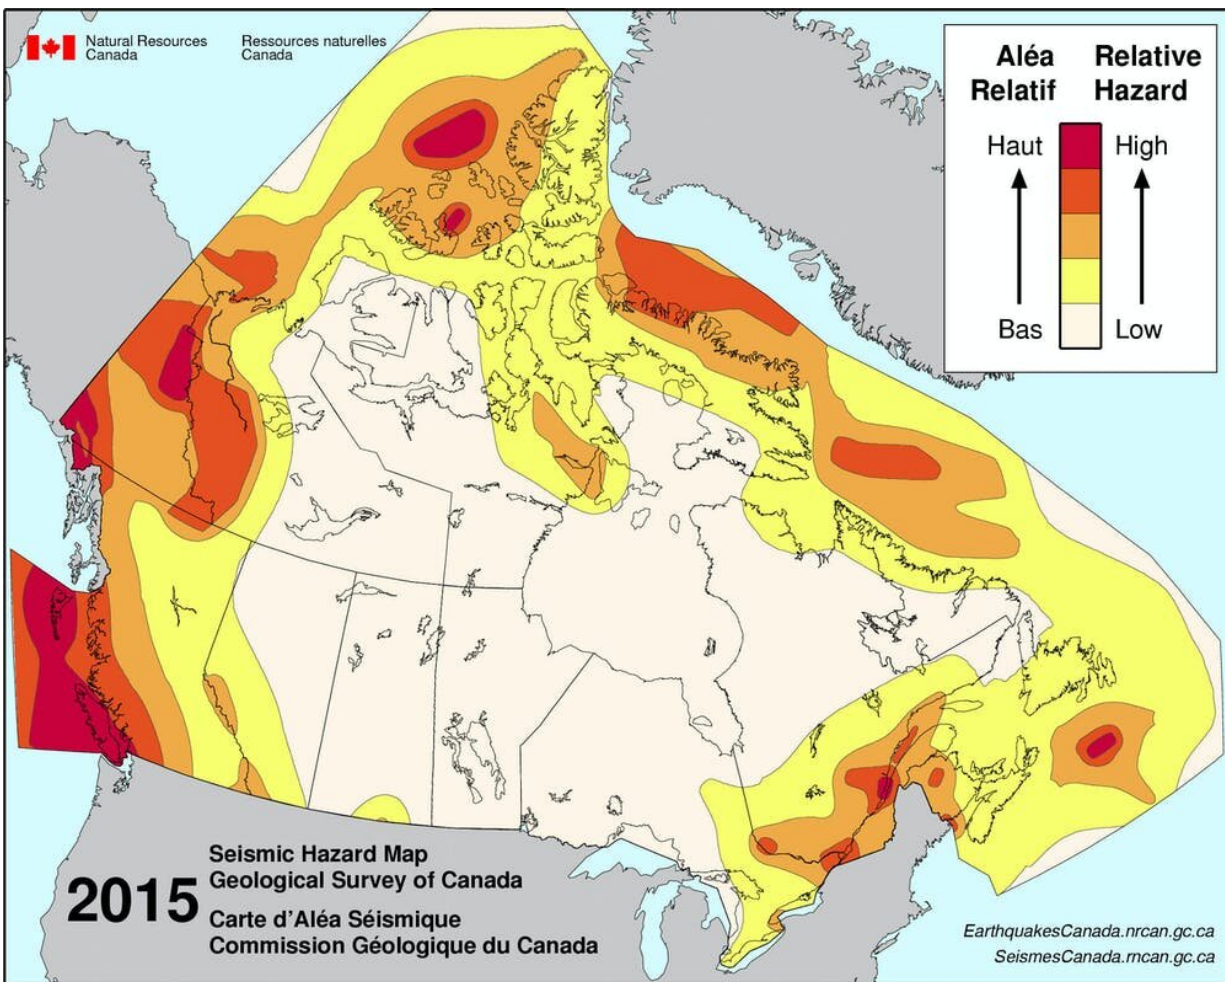 Natural Resources
Canada
Ressources naturelles
Canada
Aléa
Relatif
Relative
Hazard
Haut
High
Bas
Low
2015
Seismic Hazard Map
Geological Survey of Canada
Carte d'Aléa Séismique
Commission Géologique du Canada
EarthquakesCanada.nrcan.gc.ca
SeismesCanada.rncan.gc.ca